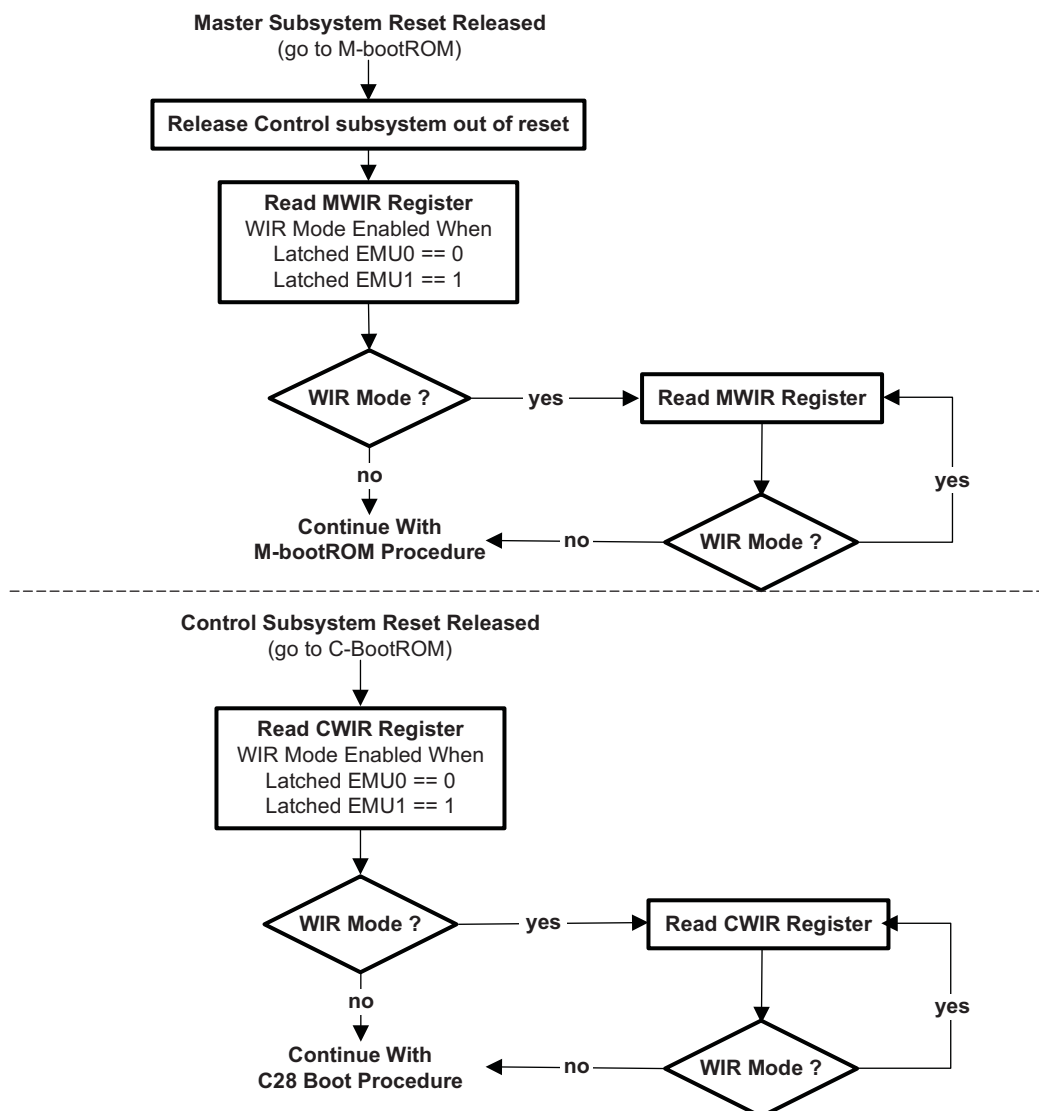 Master Subsystem Reset Released
(go to M-bootROM)
Release Control subsystem out of reset
Read MWIR Register
WIR Mode Enabled When
Latched EMU0 == 0
Latched EMU1 == 1
WIR Mode ?
yes
Read MWIR Register
no
yes
Continue With
M-bootROM Procedure
no
WIR Mode ?
Control Subsystem Reset Released
(go to C-BootROM)
Read CWIR Register
WIR Mode Enabled When
Latched EMU0 == 0
Latched EMU1 == 1
WIR Mode ?
yes
Read CWIR Register
no
yes
Continue With
C28 Boot Procedure
no
WIR Mode ?